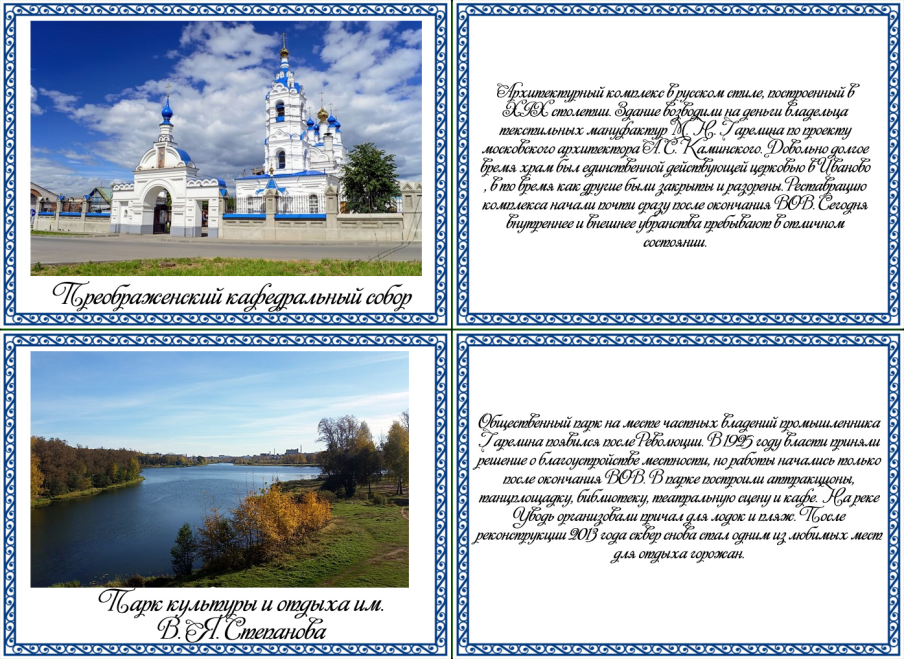 Преображенский кафедральный собор
Архитектурный комплекс в русском стиле, построенный в
XIX столетии. Здание возводили на деньги владельца
текстильных мануфактур М. Н. Гарелина по проекту
московского архитектора А.С. Каминского. Довольно долгое
время храм был единственной действующей церковью в Иваново
, в то время как другие были закрыты и разорены. Реставрацию
комплекса начали почти сразу после окончания ВОВ. Сегодня
внутреннее и внешнее убранства пребывают в отличном
состоянии.
Парк культуры и отдыха им.
В. Я. Степанова
Общественный парк на месте частных владений промышленника
Гарелина появился после Революции. В 1925 году власти приняли
решение о благоустройстве местности, но работы начались только
после окончания ВОВ. В парке построили аттракционы,
танцплощадку, библиотеку, театральную сцену и кафе. На реке
Уводь организовали причал для лодок и пляж. После
реконструкции 2013 года сквер снова стал одним из любимых мест
для отдыха горожан.